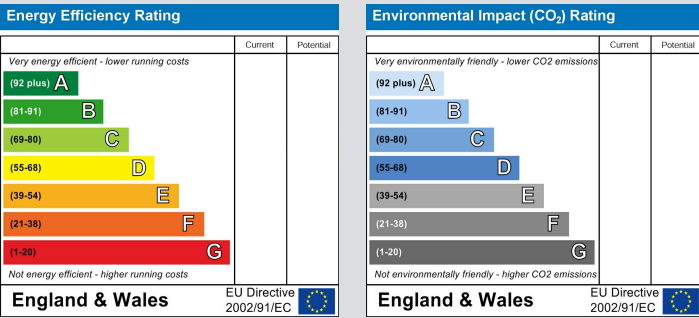 Energy Efficiency Rating
Current Potential
Very energy efficient - lower running costs
(92 plus) A
(81-91) B
(69-80) C
(55-68) D
(39-54) E
(21-38) F
(1-20) G
Not energy efficient - higher running costs
England & Wales
EU Directive
2002/91/EC
Environmental Impact (CO₂) Rating
Current Potential
Very environmentally friendly - lower CO2 emissions
(92 plus) A
(81-91) B
(69-80) C
(55-68) D
(39-54) E
(21-38) F
(1-20) G
Not environmentally friendly - higher CO2 emissions
England & Wales
EU Directive
2002/91/EC